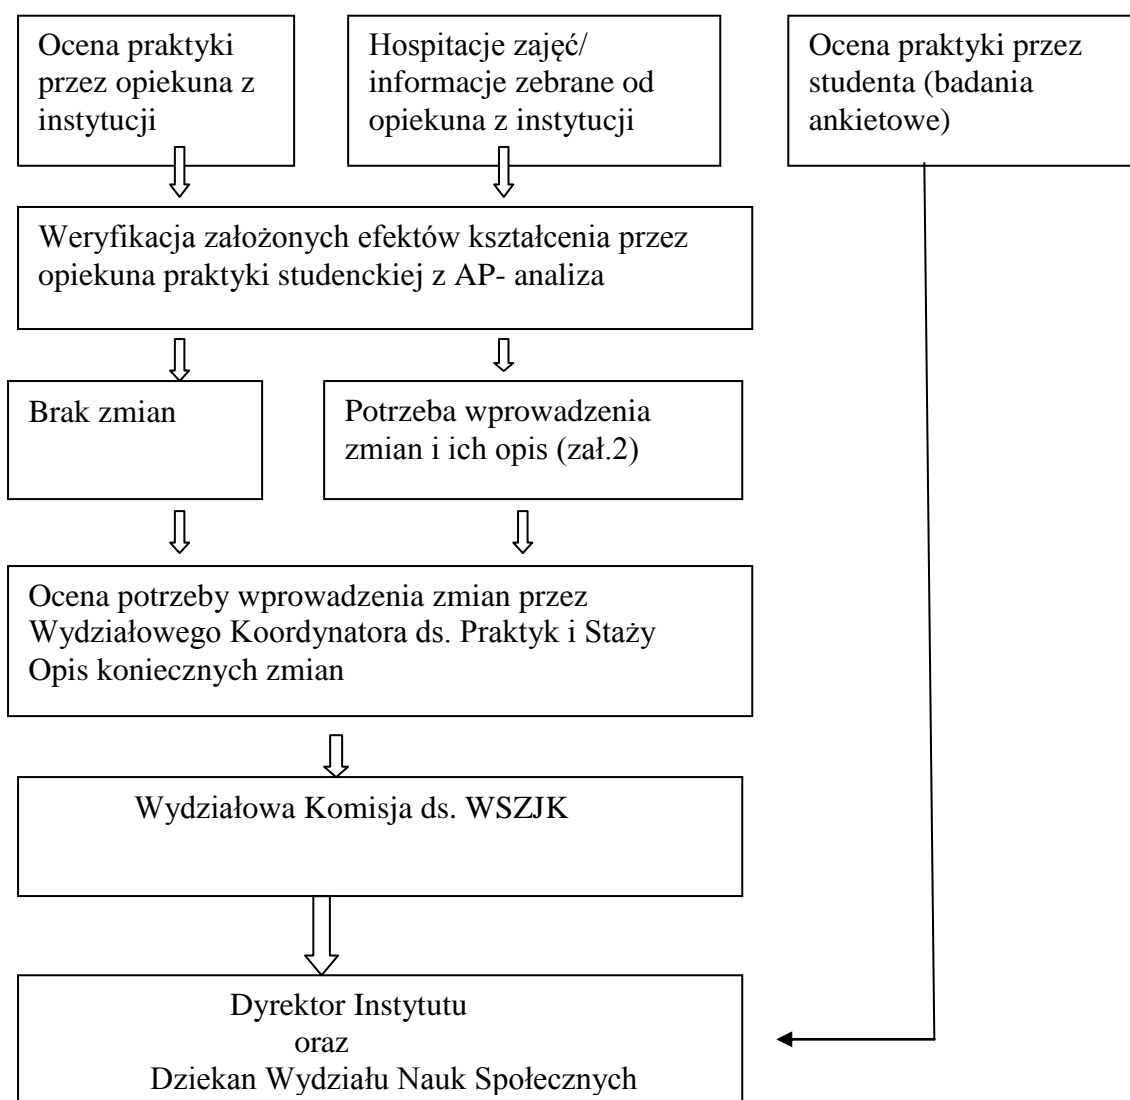 Ocena praktyki
przez opiekuna z
instytucji
Hospitacje zajęć/
informacje zebrane od
opiekuna z instytucji
Ocena praktyki przez
studenta (badania
ankietowe)
Weryfikacja założonych efektów kształcenia przez
opiekuna praktyki studenckiej z AP- analiza
Brak zmian
Potrzeba wprowadzenia
zmian i ich opis (zał.2)
Ocena potrzeby wprowadzenia zmian przez
Wydziałowego Koordynatora ds. Praktyk i Staży
Opis koniecznych zmian
Wydziałowa Komisja ds. WSZJK
Dyrektor Instytutu
oraz
Dziekan Wydziału Nauk Społecznych